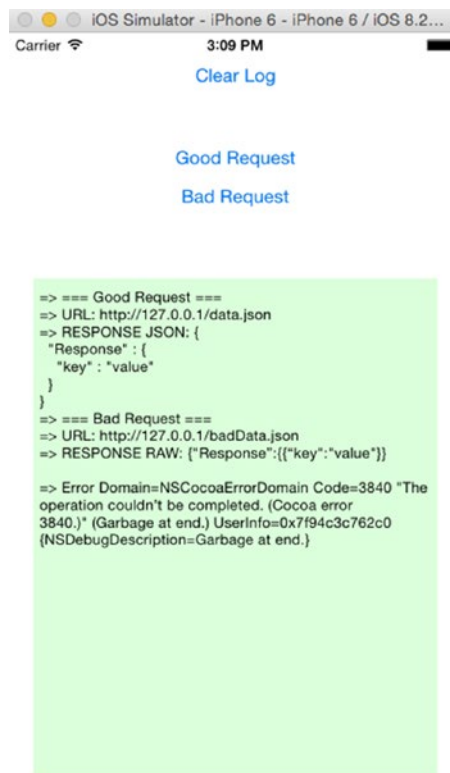 iOS Simulator - iPhone 6 - iPhone 6 / iOS 8.2...
Carrier 3:09 PM
Clear Log
Good Request
Bad Request
=> === Good Request ===
=> URL: http://127.0.0.1/data.json
=> RESPONSE JSON: {
"Response" : {
"key" : "value"
}
}
=> === Bad Request ===
=> URL: http://127.0.0.1/badData.json
=> RESPONSE RAW: {"Response":{{“key":"value"}}
=> Error Domain=NSCocoaErrorDomain Code=3840 "The
operation couldn't be completed. (Cocoa error
3840.)" (Garbage at end.) UserInfo=0x7f94c3c762c0
{NSDebugDescription=Garbage at end.}